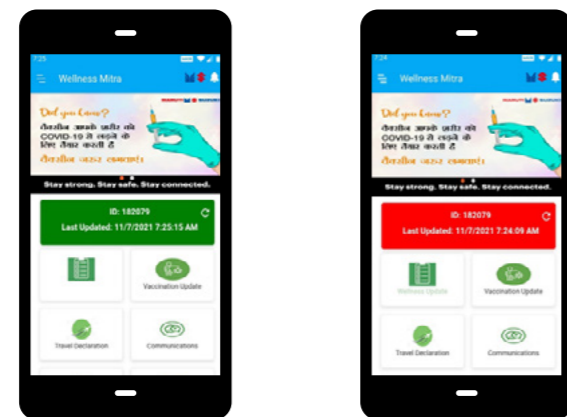 7:25
Wellness Mitra
MARUTI SUZUKI
Did you know?
वैक्सीन आपके शरीर को
COVID-19 से लड़ने के
लिए तैयार करती है
वैक्सीन जरूर लगवाएं।
Stay strong. Stay safe. Stay connected.
ID: 182079
Last Updated: 11/7/2021 7:25:15 AM
Vaccination Update
Travel Declaration
Communications
7:24
Wellness Mitra
MARUTI SUZUKI
Did you know?
वैक्सीन आपके शरीर को
COVID-19 से लड़ने के
लिए तैयार करती है
वैक्सीन जरूर लगवाएं।
Stay strong. Stay safe. Stay connected.
ID: 182079
Last Updated: 11/7/2021 7:24:09 AM
Wellness Update
Vaccination Update
Travel Declaration
Communications